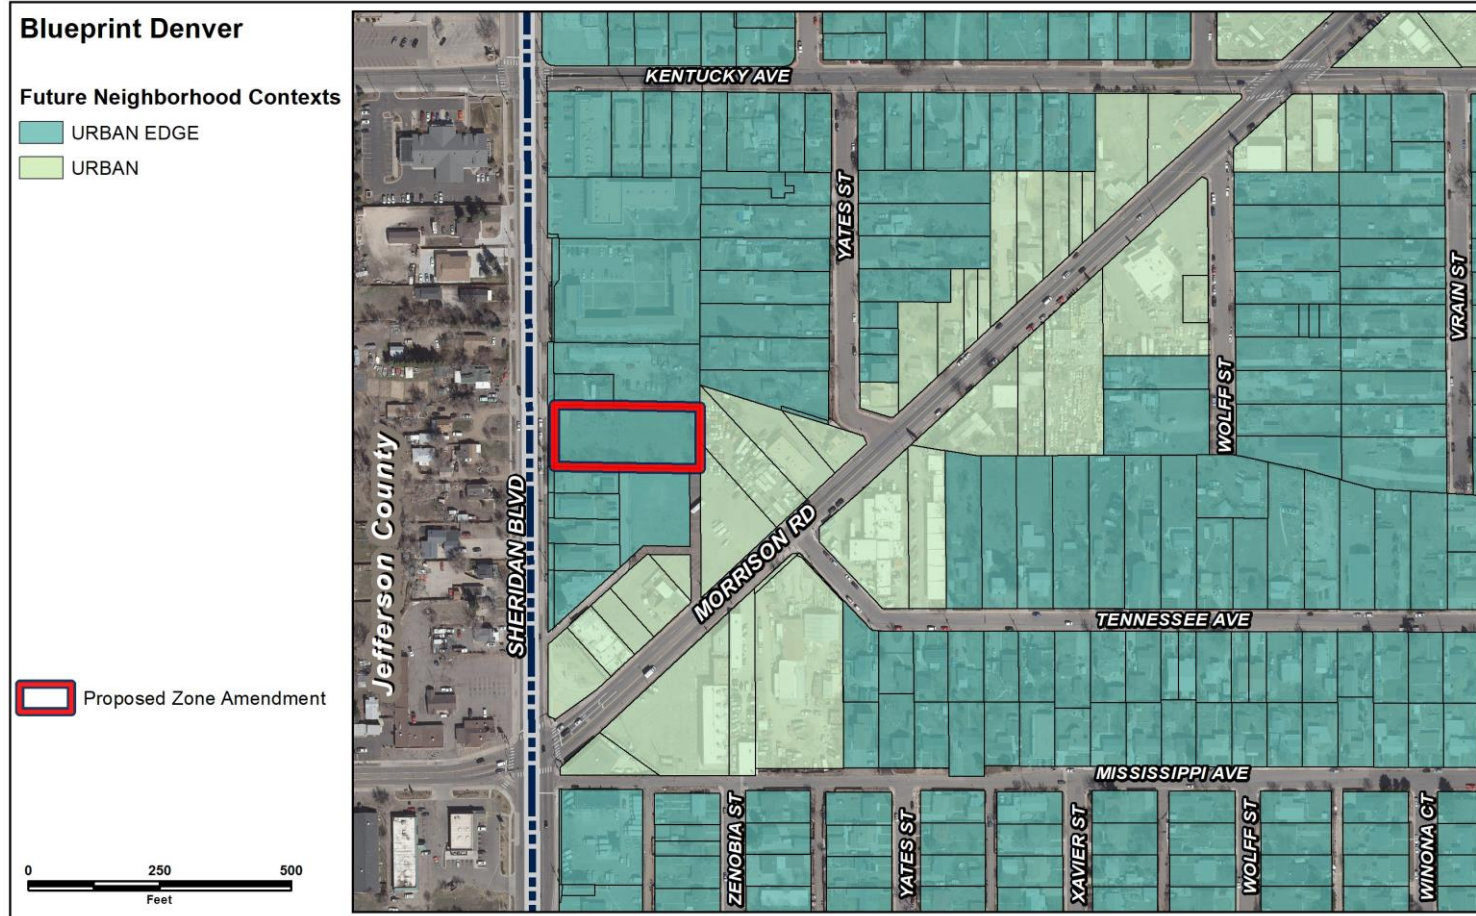 Blueprint Denver
Future Neighborhood Contexts
URBAN EDGE
URBAN
Proposed Zone Amendment
0 250 500
Feet
KENTUCKY AVE
YATES ST
VRAIN ST
WOLFF ST
Jefferson County
SHERIDAN BLVD
MORRISON RD
TENNESSEE AVE
MISSISSIPPI AVE
ZENOBIA ST
YATES ST
XAVIER ST
WOLFF ST
WINONA CT